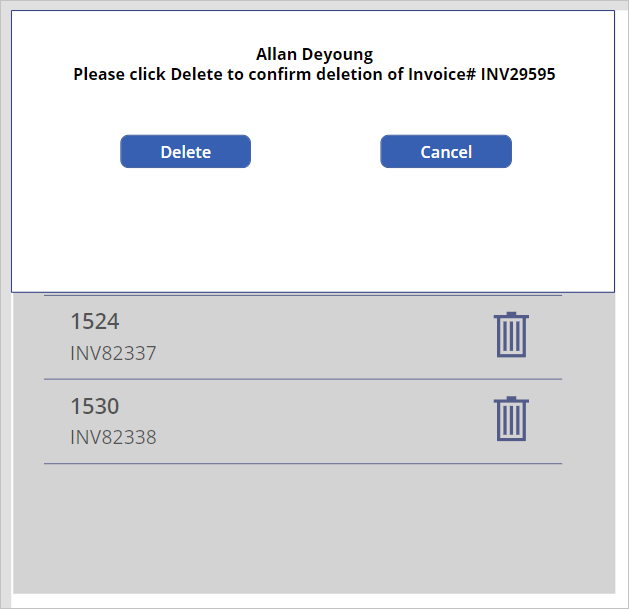 Allan Deyoung
Please click Delete to confirm deletion of Invoice# INV29595
Delete
Cancel
1524
INV82337
1530
INV82338